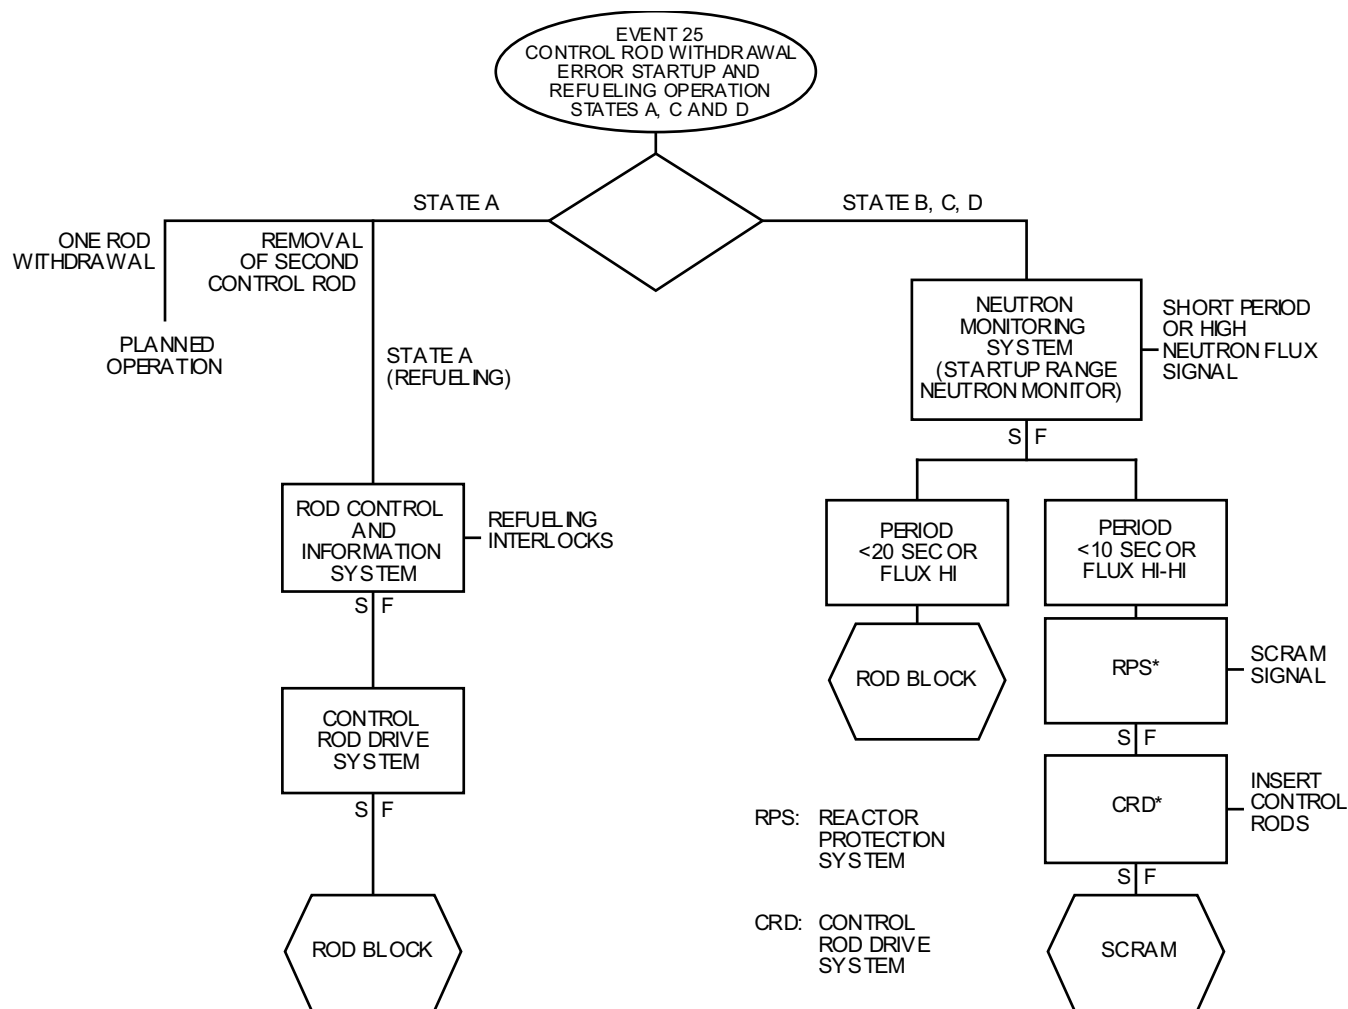 EVENT 25
CONTROL ROD WITHDRAWAL
ERROR STARTUP AND
REFUELING OPERATION
STATES A, C AND D
STATE A
STATE B, C, D
ONE ROD
WITHDRAWAL
REMOVAL
OF SECOND
CONTROL ROD
PLANNED
OPERATION
STATE A
(REFUELING)
NEUTRON
MONITORING
SYSTEM
(STARTUP RANGE
NEUTRON MONITOR)
SHORT PERIOD
OR HIGH
NEUTRON FLUX
SIGNAL
S F
ROD CONTROL
AND
INFORMATION
SYSTEM
REFUELING
INTERLOCKS
S F
PERIOD
<20 SEC OR
FLUX HI
PERIOD
<10 SEC OR
FLUX HI-HI
ROD BLOCK
RPS*
SCRAM
SIGNAL
S F
CONTROL
ROD DRIVE
SYSTEM
S F
CRD*
INSERT
CONTROL
RODS
S F
RPS: REACTOR
PROTECTION
SYSTEM
CRD: CONTROL
ROD DRIVE
SYSTEM
ROD BLOCK
SCRAM